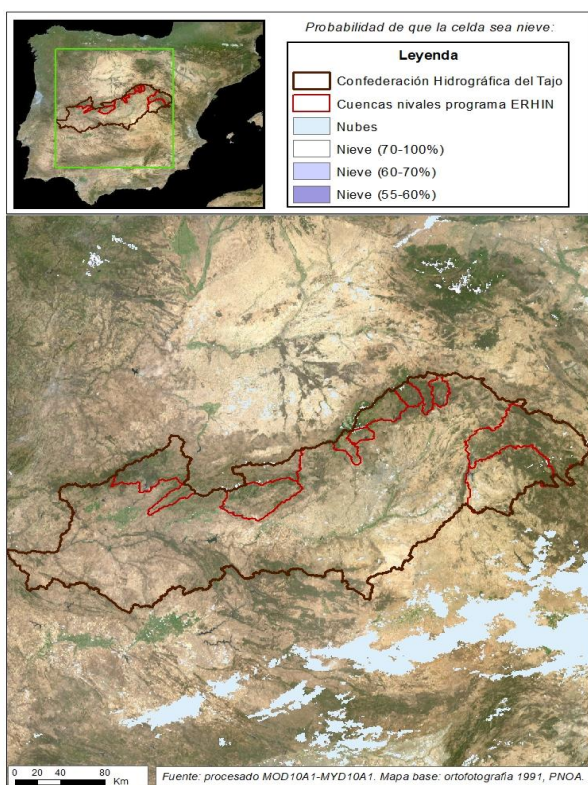 Probabilidad de que la celda sea nieve:
Leyenda
Confederación Hidrográfica del Tajo
Cuencas nivales programa ERHIN
Nubes
Nieve (70-100%)
Nieve (60-70%)
Nieve (55-60%)
0 20 40 80
Km
Fuente: procesado MOD10A1-MYD10A1. Mapa base: ortofotografía 1991, PNOA.